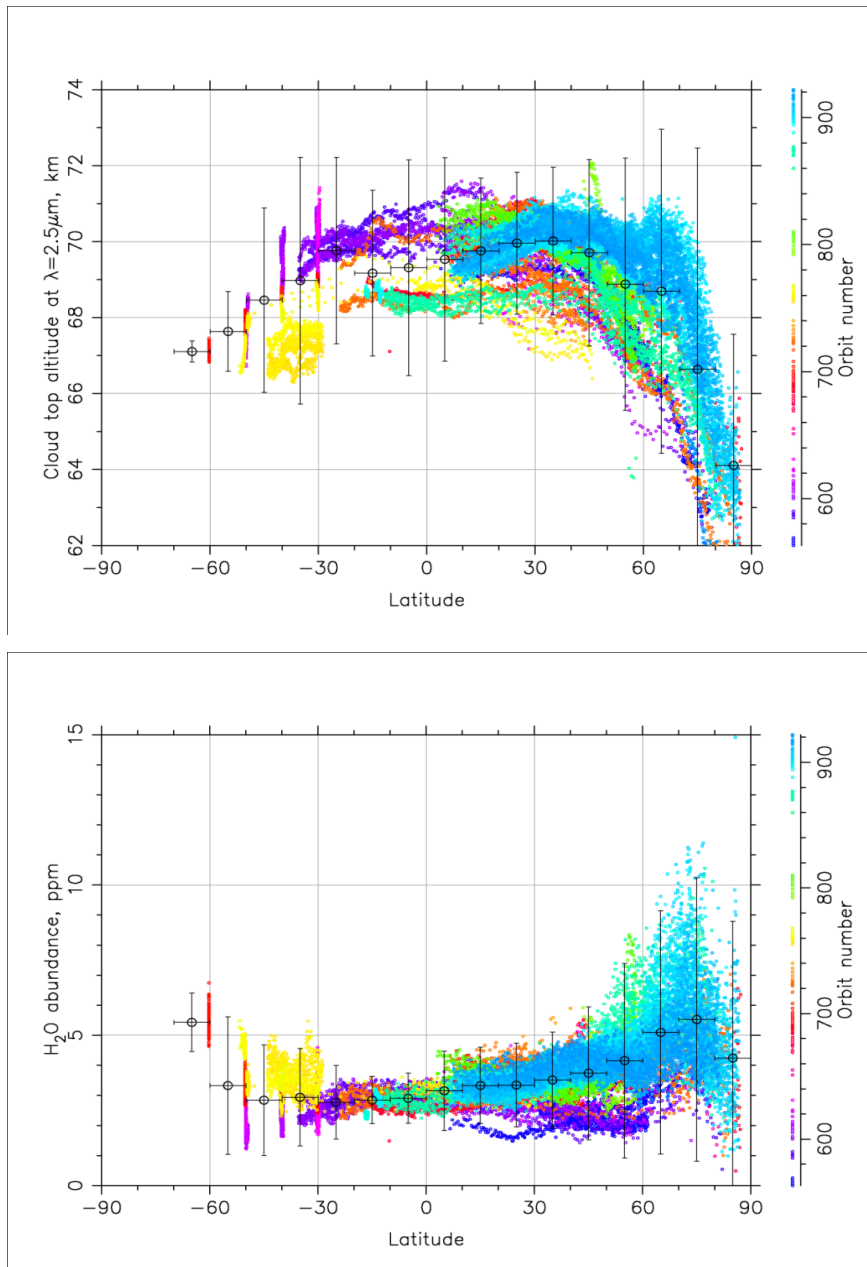 74
72
70
68
66
64
62
Cloud top altitude at λ=2.5μm, km
−90 −60 −30 0 30 60 90
Latitude
900
800
700
600
Orbit number
15
10
5
0
H2O abundance, ppm
−90 −60 −30 0 30 60 90
Latitude
900
800
700
600
Orbit number